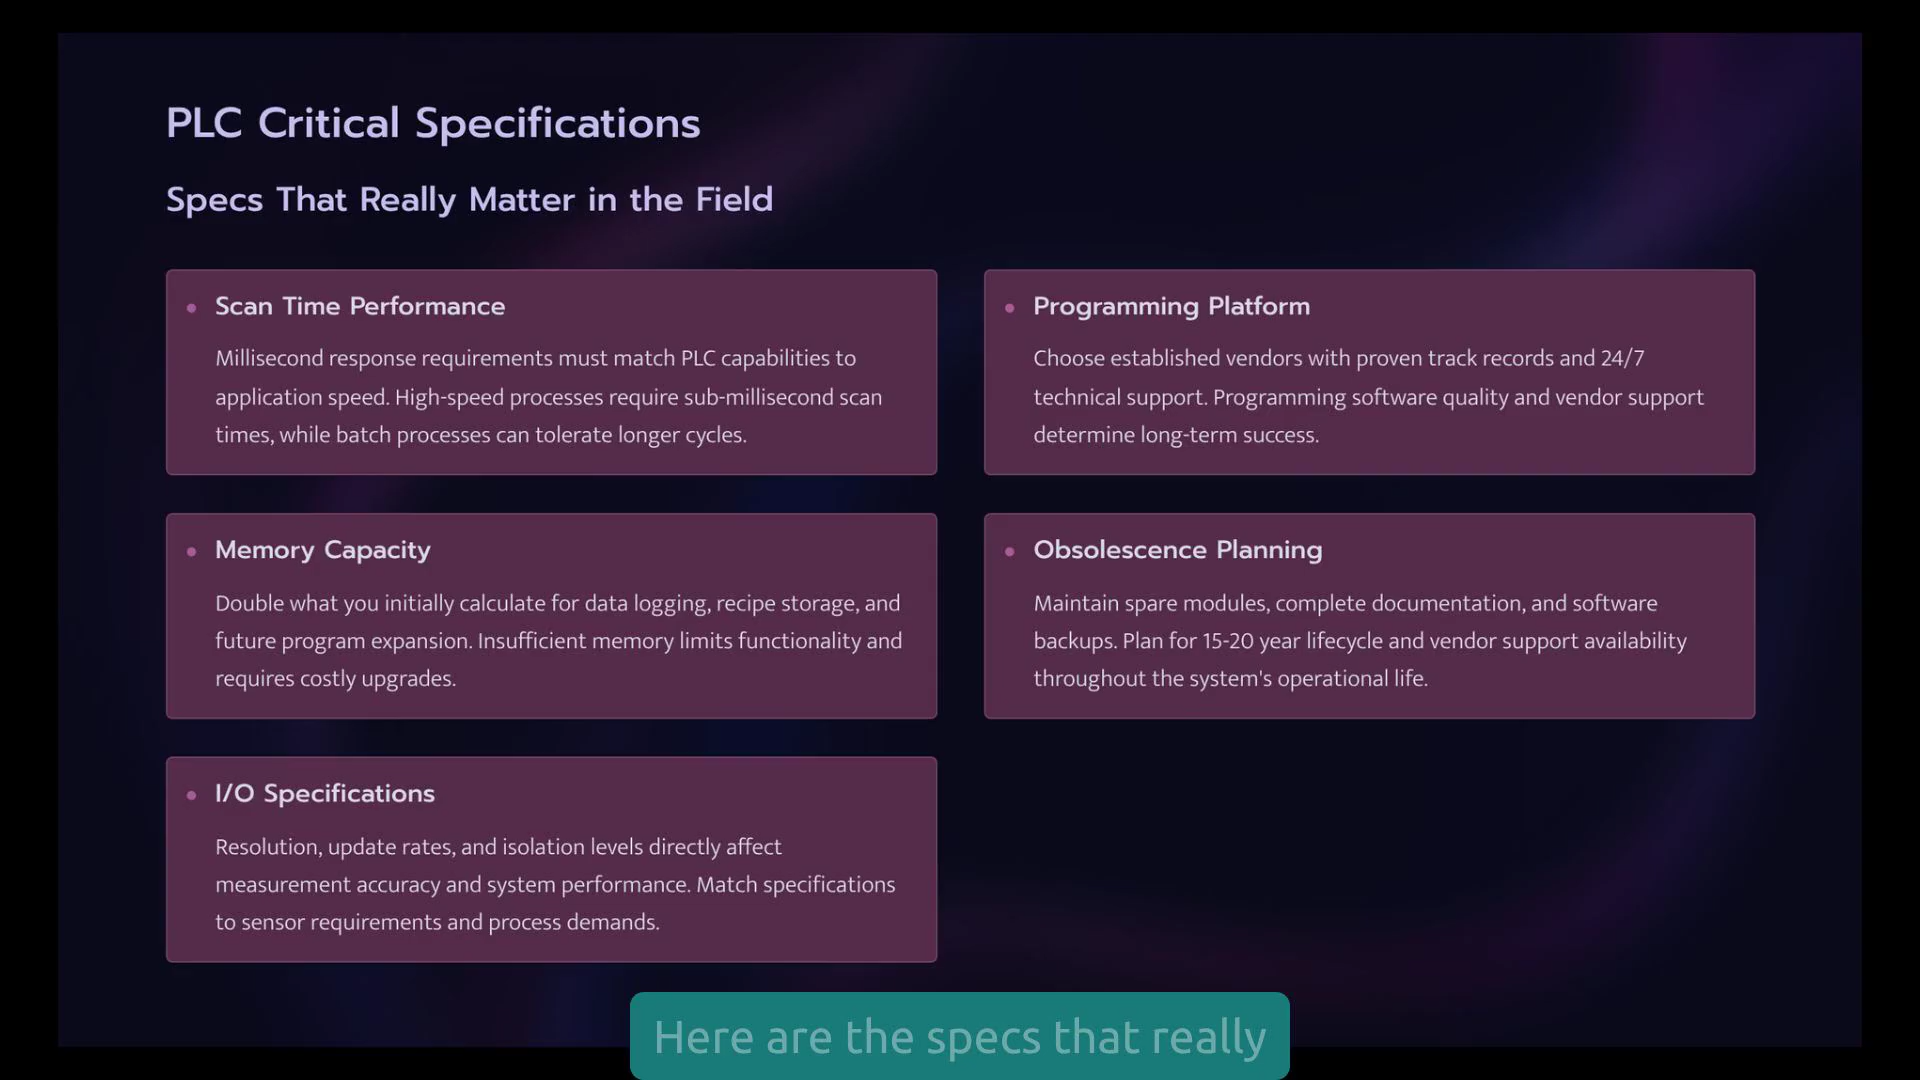 PLC Critical Specifications
Specs That Really Matter in the Field
Scan Time Performance
Millisecond response requirements must match PLC capabilities to
application speed. High-speed processes require sub-millisecond scan
times, while batch processes can tolerate longer cycles.
Memory Capacity
Double what you initially calculate for data logging, recipe storage, and
future program expansion. Insufficient memory limits functionality and
requires costly upgrades.
I/O Specifications
Resolution, update rates, and isolation levels directly affect
measurement accuracy and system performance. Match specifications
to sensor requirements and process demands.
Programming Platform
Choose established vendors with proven track records and 24/7
technical support. Programming software quality and vendor support
determine long-term success.
Obsolescence Planning
Maintain spare modules, complete documentation, and software
backups. Plan for 15-20 year lifecycle and vendor support availability
throughout the system's operational life.
Here are the specs that really